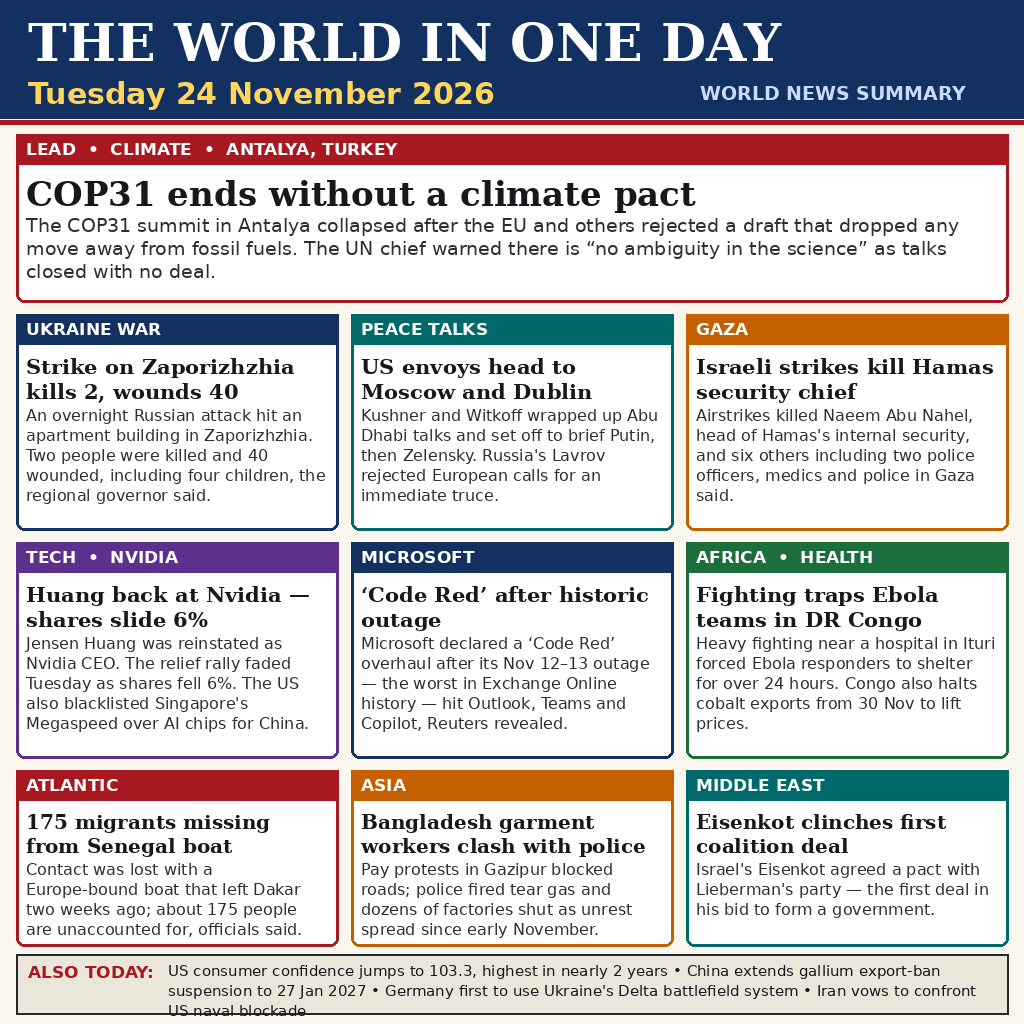 THE WORLD IN ONE DAY
Tuesday 24 November 2026
WORLD NEWS SUMMARY
LEAD • CLIMATE • ANTALYA, TURKEY
COP31 ends without a climate pact
The COP31 summit in Antalya collapsed after the EU and others rejected a draft that dropped any
move away from fossil fuels. The UN chief warned there is “no ambiguity in the science” as talks
closed with no deal.
UKRAINE WAR
Strike on Zaporizhzhia
kills 2, wounds 40
An overnight Russian attack hit an
apartment building in Zaporizhzhia.
Two people were killed and 40
wounded, including four children, the
regional governor said.
PEACE TALKS
US envoys head to
Moscow and Dublin
Kushner and Witkoff wrapped up Abu
Dhabi talks and set off to brief Putin,
then Zelensky. Russia's Lavrov
rejected European calls for an
immediate truce.
GAZA
Israeli strikes kill Hamas
security chief
Airstrikes killed Naeem Abu Nahel,
head of Hamas's internal security,
and six others including two police
officers, medics and police in Gaza
said.
TECH • NVIDIA
Huang back at Nvidia —
shares slide 6%
Jensen Huang was reinstated as
Nvidia CEO. The relief rally faded
Tuesday as shares fell 6%. The US
also blacklisted Singapore's
Megaspeed over AI chips for China.
MICROSOFT
‘Code Red’ after historic
outage
Microsoft declared a ‘Code Red’
overhaul after its Nov 12–13 outage
— the worst in Exchange Online
history — hit Outlook, Teams and
Copilot, Reuters revealed.
AFRICA • HEALTH
Fighting traps Ebola
teams in DR Congo
Heavy fighting near a hospital in Ituri
forced Ebola responders to shelter
for over 24 hours. Congo also halts
cobalt exports from 30 Nov to lift
prices.
ATLANTIC
175 migrants missing
from Senegal boat
Contact was lost with a
Europe-bound boat that left Dakar
two weeks ago; about 175 people
are unaccounted for, officials said.
ASIA
Bangladesh garment
workers clash with police
Pay protests in Gazipur blocked
roads; police fired tear gas and
dozens of factories shut as unrest
spread since early November.
MIDDLE EAST
Eisenkot clinches first
coalition deal
Israel's Eisenkot agreed a pact with
Lieberman's party — the first deal in
his bid to form a government.
ALSO TODAY:
US consumer confidence jumps to 103.3, highest in nearly 2 years • China extends gallium export-ban
suspension to 27 Jan 2027 • Germany first to use Ukraine's Delta battlefield system • Iran vows to confront
US naval blockade